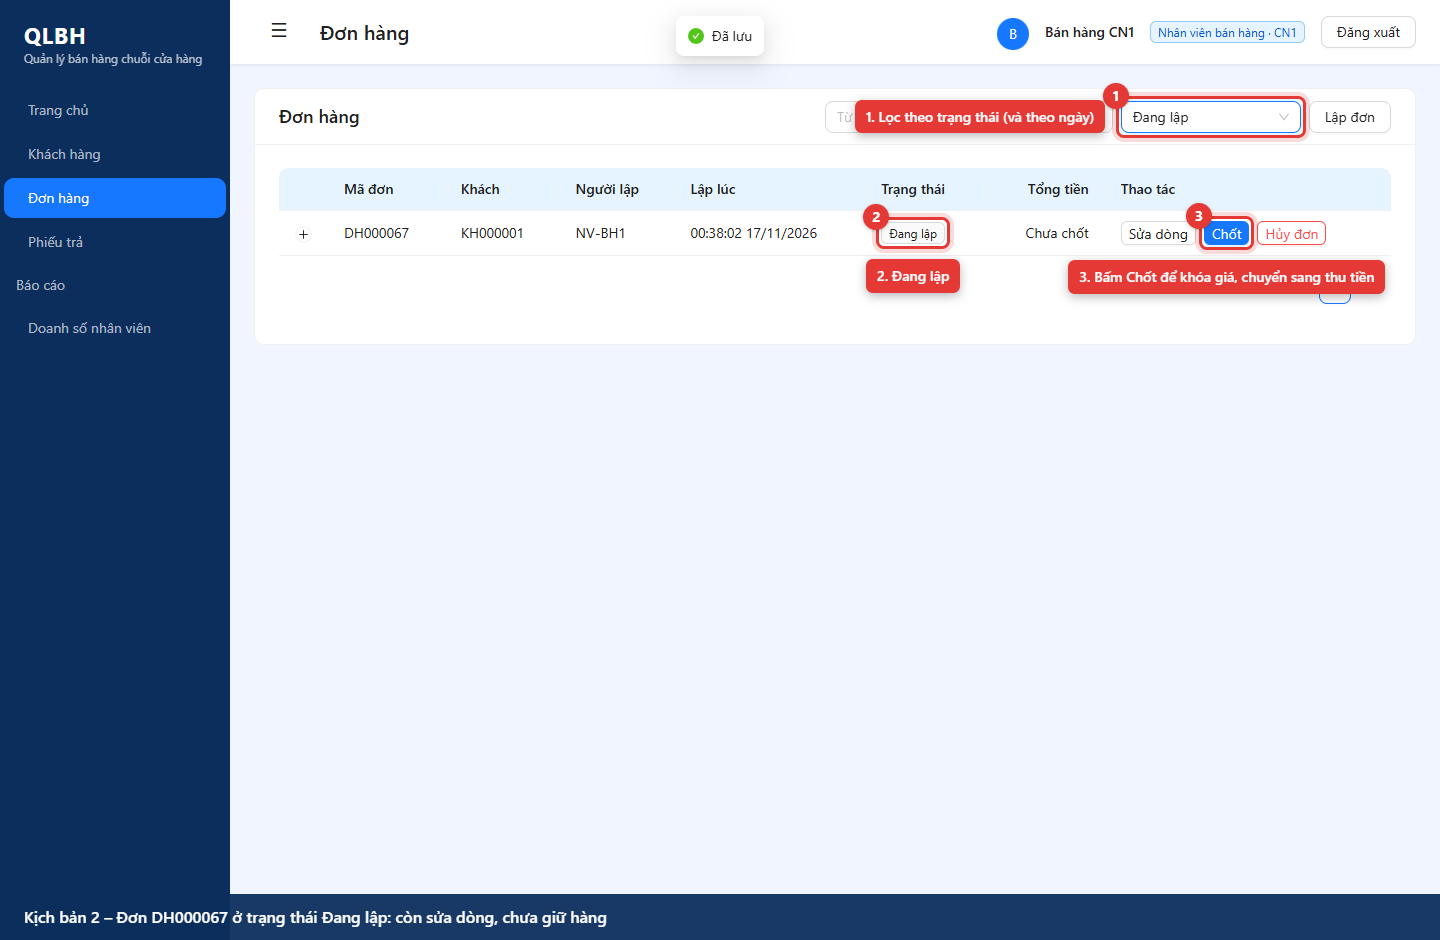 QLBH
Quản lý bán hàng chuỗi cửa hàng
Trang chủ
Khách hàng
Đơn hàng
Phiếu trả
Báo cáo
Doanh số nhân viên
Đơn hàng
Đã lưu
B
Bán hàng CN1
Nhân viên bán hàng · CN1
Đăng xuất
Đơn hàng
Từ
1. Lọc theo trạng thái (và theo ngày)
1
Đang lập
Lập đơn
Mã đơn Khách Người lập Lập lúc Trạng thái Tổng tiền Thao tác
2
3
DH000067 KH000001 NV-BH1 00:38:02 17/11/2026 Đang lập Chưa chốt Sửa dòng Chốt Hủy đơn
2. Đang lập
3. Bấm Chốt để khóa giá, chuyển sang thu tiền
Kịch bản 2 – Đơn DH000067 ở trạng thái Đang lập: còn sửa dòng, chưa giữ hàng